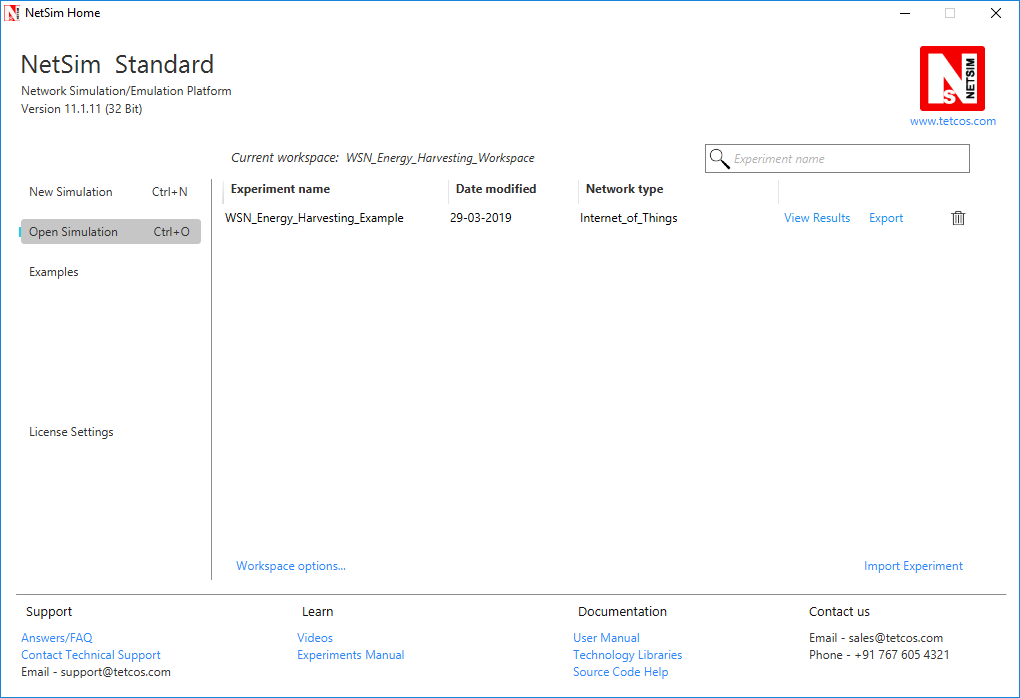 NetSim Home
NetSim Standard
Network Simulation/Emulation Platform
Version 11.1.11 (32 Bit)
NS NETSIM
www.tetcos.com
Current workspace: WSN_Energy_Harvesting_Workspace
Experiment name
New Simulation Ctrl+N
Open Simulation Ctrl+O
Examples
License Settings
Experiment name Date modified Network type
WSN_Energy_Harvesting_Example 29-03-2019 Internet_of_Things View Results Export
Workspace options... Import Experiment
Support
Answers/FAQ
Contact Technical Support
Email - support@tetcos.com
Learn
Videos
Experiments Manual
Documentation
User Manual
Technology Libraries
Source Code Help
Contact us
Email - sales@tetcos.com
Phone - +91 767 605 4321